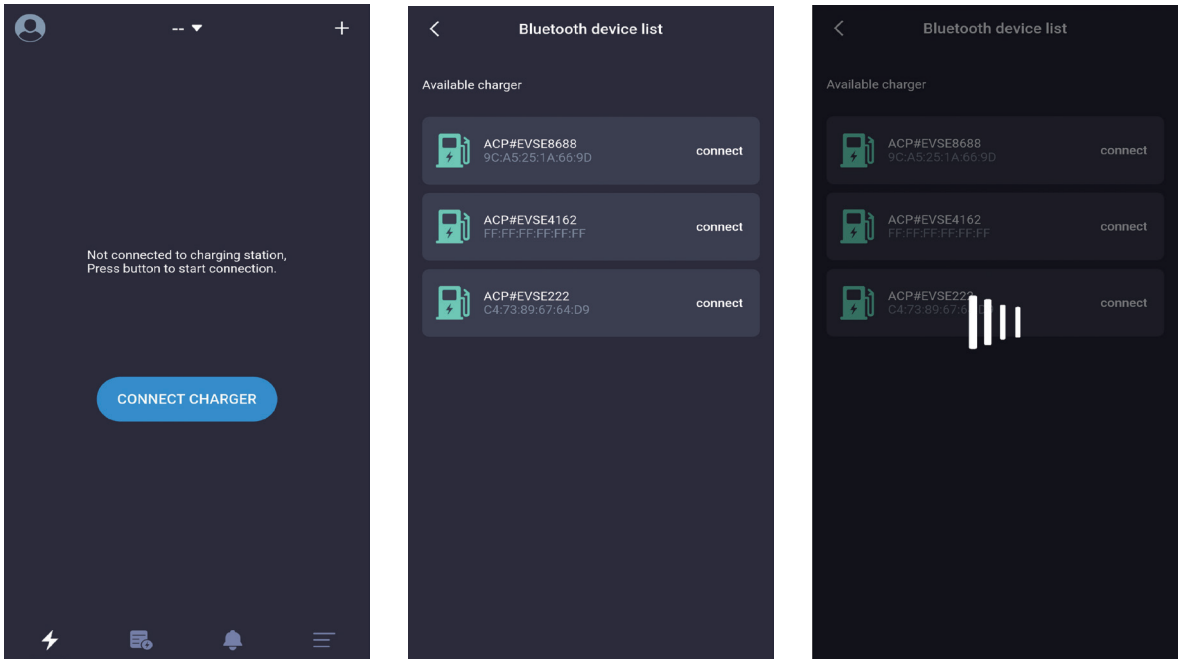 --
Not connected to charging station,
Press button to start connection.
CONNECT CHARGER
Bluetooth device list
Available charger
ACP#EVSE8688
9C:A5:25:1A:66:9D
connect
ACP#EVSE4162
FF:FF:FF:FF:FF:FF
connect
ACP#EVSE222
C4:73:89:67:64:D9
connect
Bluetooth device list
Available charger
ACP#EVSE8688
9C:A5:25:1A:66:9D
connect
ACP#EVSE4162
FF:FF:FF:FF:FF:FF
connect
ACP#EVSE222
connect